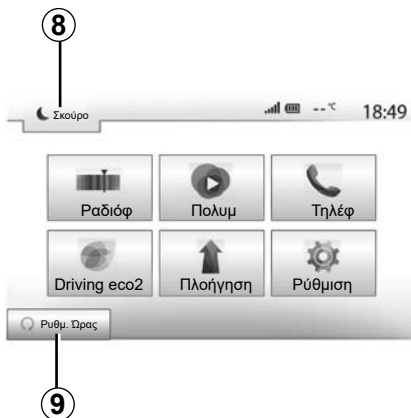 8
Σκούρο
--°C
18:49
Ραδιόφ
Πολυμ
Τηλέφ
Driving eco2
Πλοήγηση
Ρύθμιση
Ρυθμ. Ώρας
9